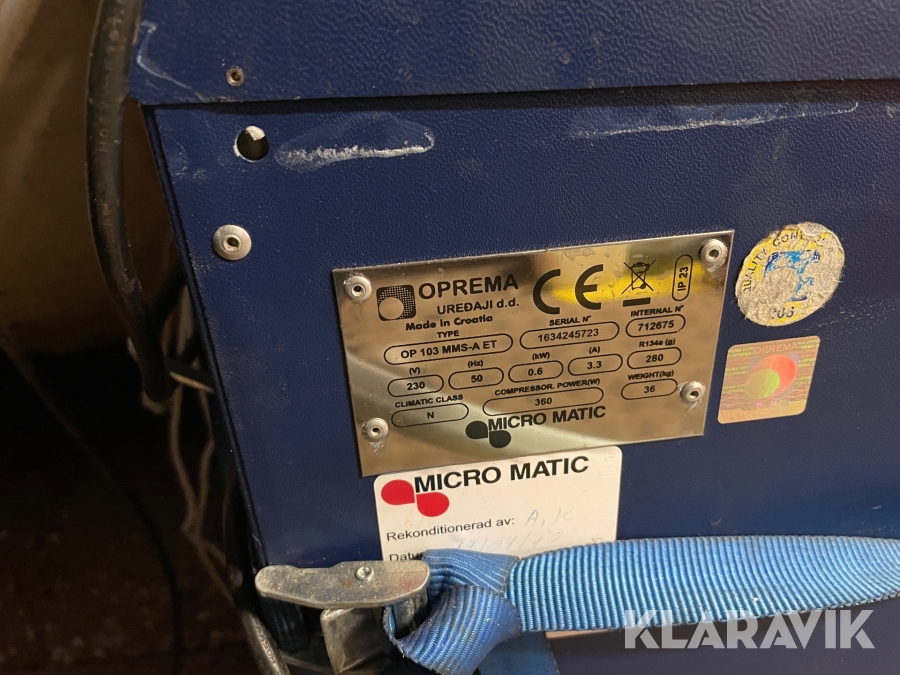 OPREMA
UREĐAJI d.d.
Made in Croatia
CE
IP 23
TYPE
OP 103 MMS-A ET
SERIAL N°
1634245723
INTERNAL N°
712675
(V)
230
(Hz)
50
(kW)
0.6
(A)
3.3
R134a (g)
280
CLIMATIC CLASS
N
COMPRESSOR. POWER(W)
360
WEIGHT(kg)
36
MICRO MATIC
QUALITY
OPREMA
MICRO MATIC
Rekonditionerad av: A.K
KLARAVIK